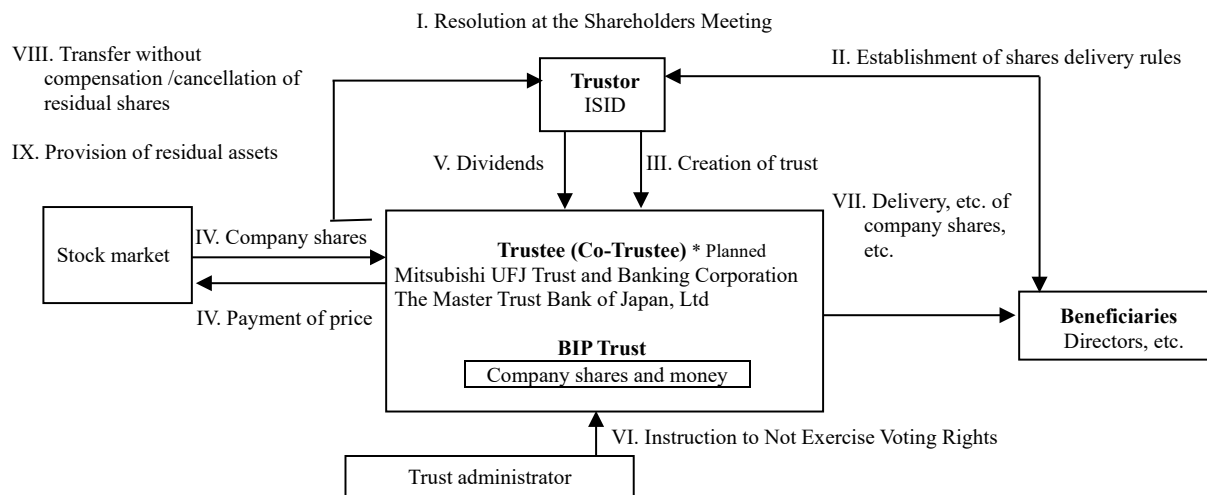 I. Resolution at the Shareholders Meeting
VIII. Transfer without
compensation /cancellation of
residual shares
II. Establishment of shares delivery rules
Trustor
ISID
IX. Provision of residual assets
V. Dividends
III. Creation of trust
VII. Delivery, etc. of
company shares,
etc.
Stock market
IV. Company shares
IV. Payment of price
Trustee (Co-Trustee) * Planned
Mitsubishi UFJ Trust and Banking Corporation
The Master Trust Bank of Japan, Ltd
BIP Trust
Company shares and money
Beneficiaries
Directors, etc.
VI. Instruction to Not Exercise Voting Rights
Trust administrator